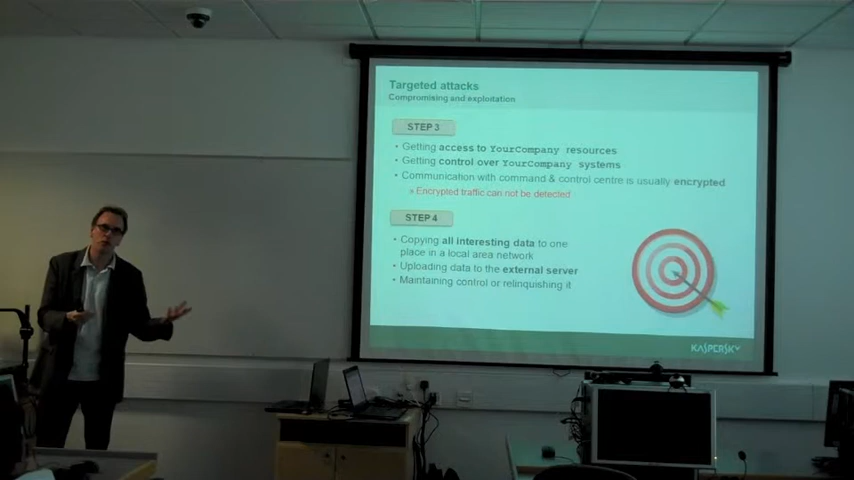 Targeted attacks
Compromising and exploitation
STEP 3
• Getting access to YourCompany resources
• Getting control over YourCompany systems
• Communication with command & control centre is usually encrypted
» Encrypted traffic can not be detected
STEP 4
• Copying all interesting data to one
place in a local area network
• Uploading data to the external server
• Maintaining control or relinquishing it
KASPERSKY